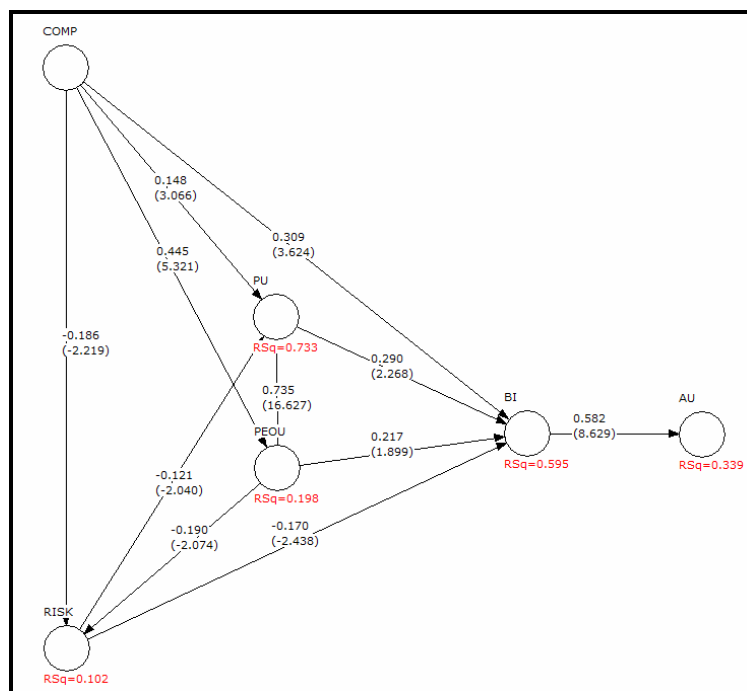 COMP
0.148
(3.066)
0.309
(3.624)
0.445
(5.321)
PU
-0.186
(-2.219)
RSq=0.733
0.290
(2.268)
0.735
(16.627)
BI
AU
0.582
(8.629)
PEOU
0.217
(1.899)
RSq=0.595
RSq=0.339
-0.121
(-2.040)
RSq=0.198
-0.190
(-2.074)
-0.170
(-2.438)
RISK
RSq=0.102